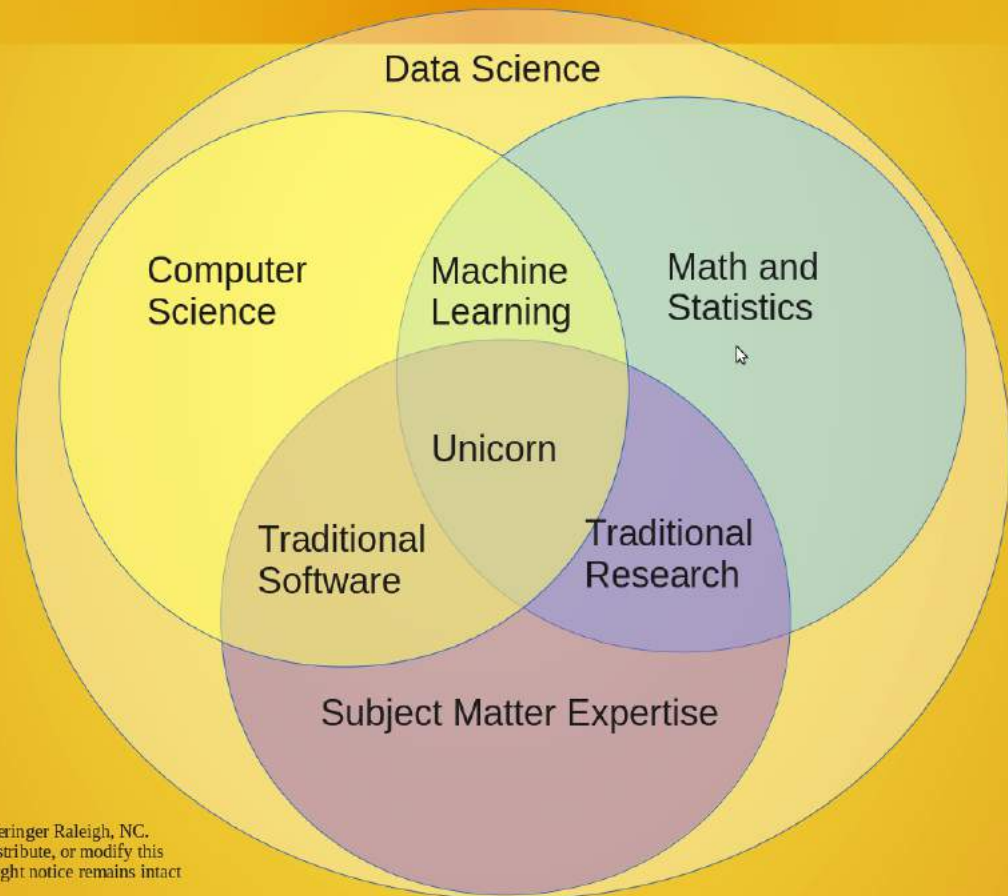 Data Science
Computer
Science
Machine
Learning
Math and
Statistics
Unicorn
Traditional
Software
Traditional
Research
Subject Matter Expertise
Raleigh, NC.
or modify this
notice remains intact